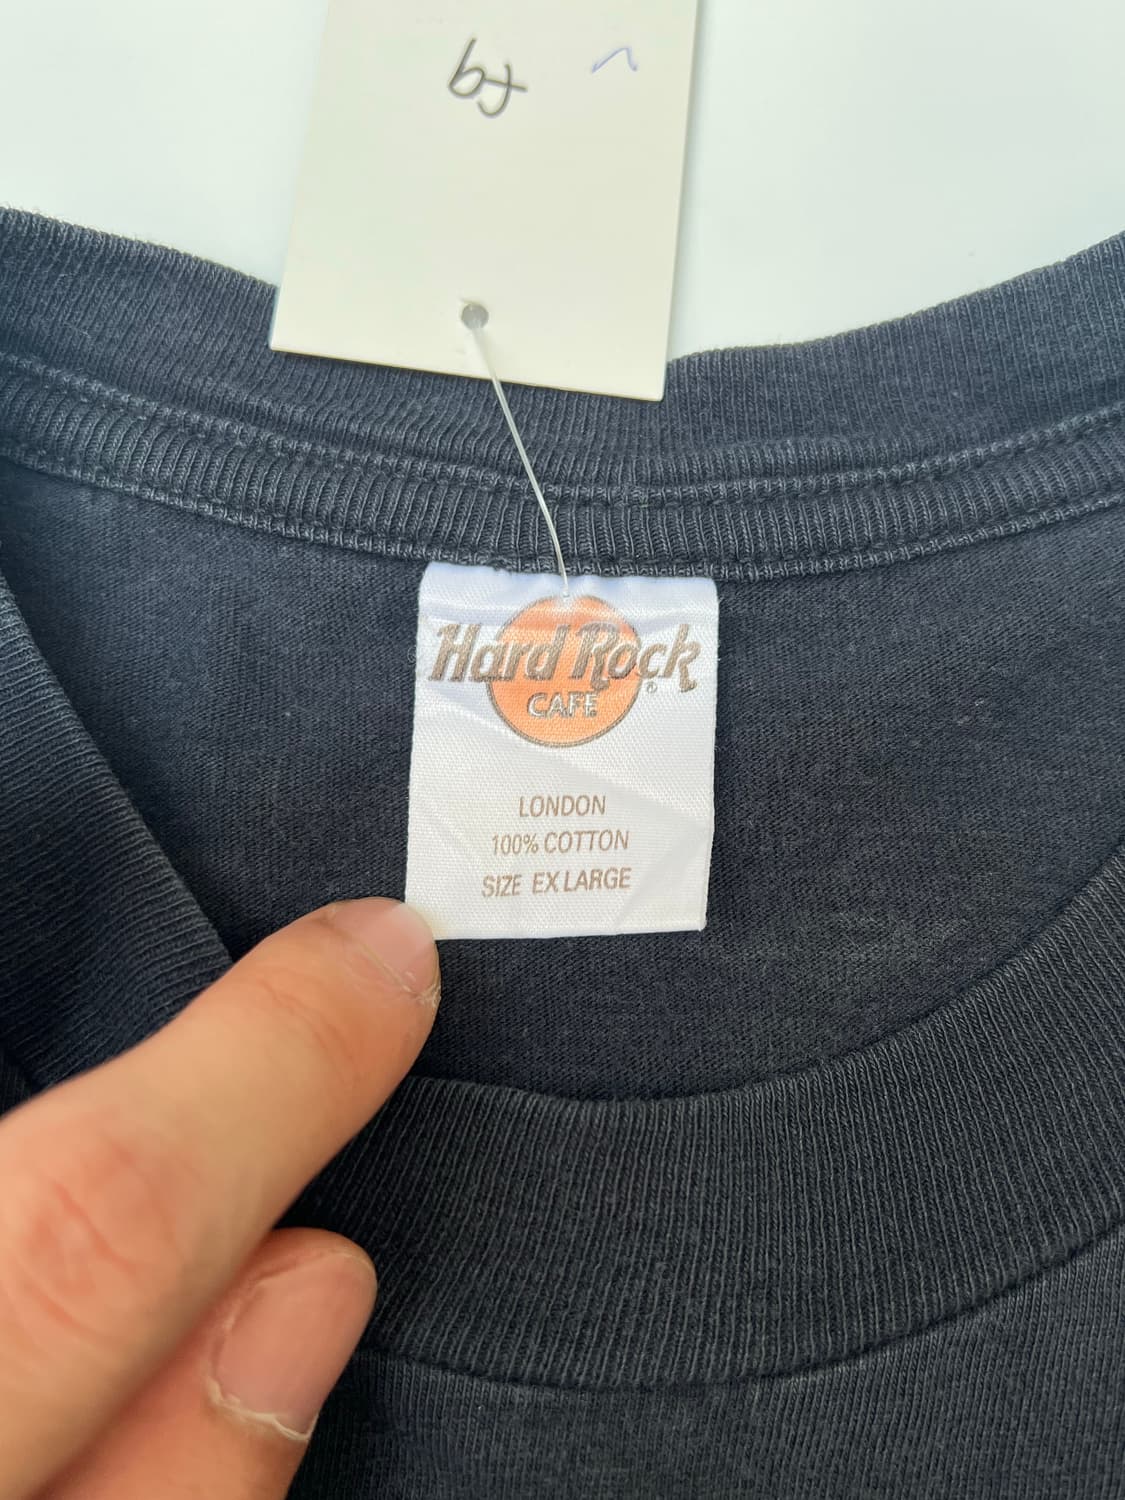 Hard Rock
CAFE
®
LONDON
100% COTTON
SIZE EX LARGE